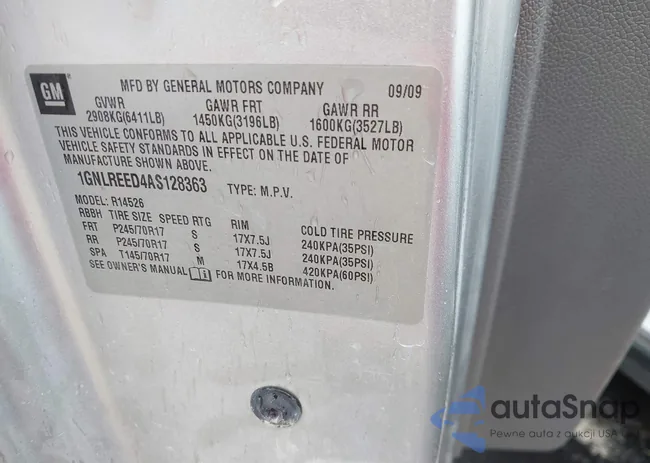 GM
MFD BY GENERAL MOTORS COMPANY 09/09
GVWR GAWR FRT GAWR RR
2908KG(6411LB) 1450KG(3196LB) 1600KG(3527LB)
THIS VEHICLE CONFORMS TO ALL APPLICABLE U.S. FEDERAL MOTOR
VEHICLE SAFETY STANDARDS IN EFFECT ON THE DATE OF
MANUFACTURE SHOWN ABOVE.
1GNLREED4AS128363 TYPE: M.P.V.
MODEL: R14526
RBBH TIRE SIZE SPEED RTG RIM COLD TIRE PRESSURE
FRT P245/70R17 S 17X7.5J 240KPA(35PSI)
RR P245/70R17 S 17X7.5J 240KPA(35PSI)
SPA T145/70R17 M 17X4.5B 420KPA(60PSI)
SEE OWNER'S MANUAL FOR MORE INFORMATION.
autaSnap
Pewne auta z aukcji USA